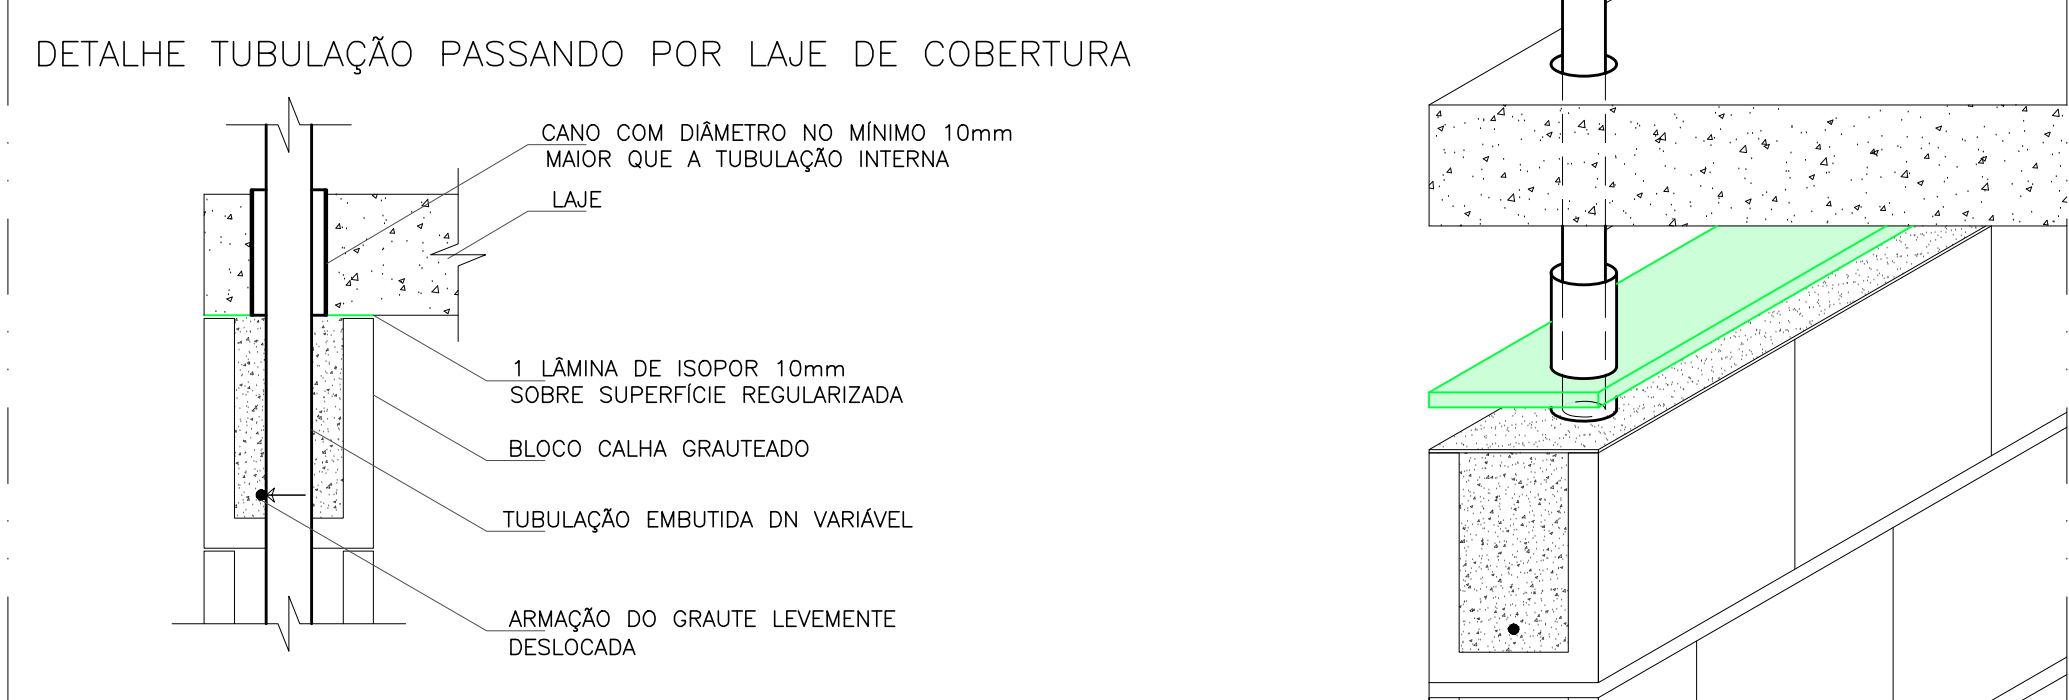 DETALHE TUBULAÇÃO PASSANDO POR LAJE DE COBERTURA
CANO COM DIÂMETRO NO MÍNIMO 10mm
MAIOR QUE A TUBULAÇÃO INTERNA
LAJE
1 LÂMINA DE ISOPOR 10mm
SOBRE SUPERFÍCIE REGULARIZADA
BLOCO CALHA GRAUTEADO
TUBULAÇÃO EMBUTIDA DN VARIÁVEL
ARMAÇÃO DO GRAUTE LEVEMENTE
DESLOCADA